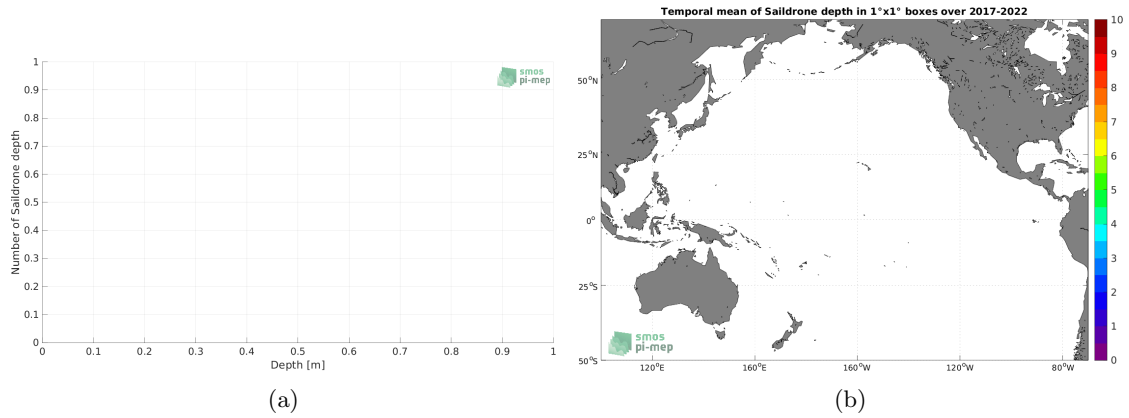 Temporal mean of Saildrone depth in 1°x1° boxes over 2017-2022
Number of Saildrone depth
1
0.9
0.8
0.7
0.6
0.5
0.4
0.3
0.2
0.1
0
0 0.1 0.2 0.3 0.4 0.5 0.6 0.7 0.8 0.9 1
Depth [m]
smos
pi-mep
(a)
50°N
25°N
0°
25°S
50°S
120°E 160°E 160°W 120°W 80°W
smos
pi-mep
10
9
8
7
6
5
4
3
2
1
0
(b)